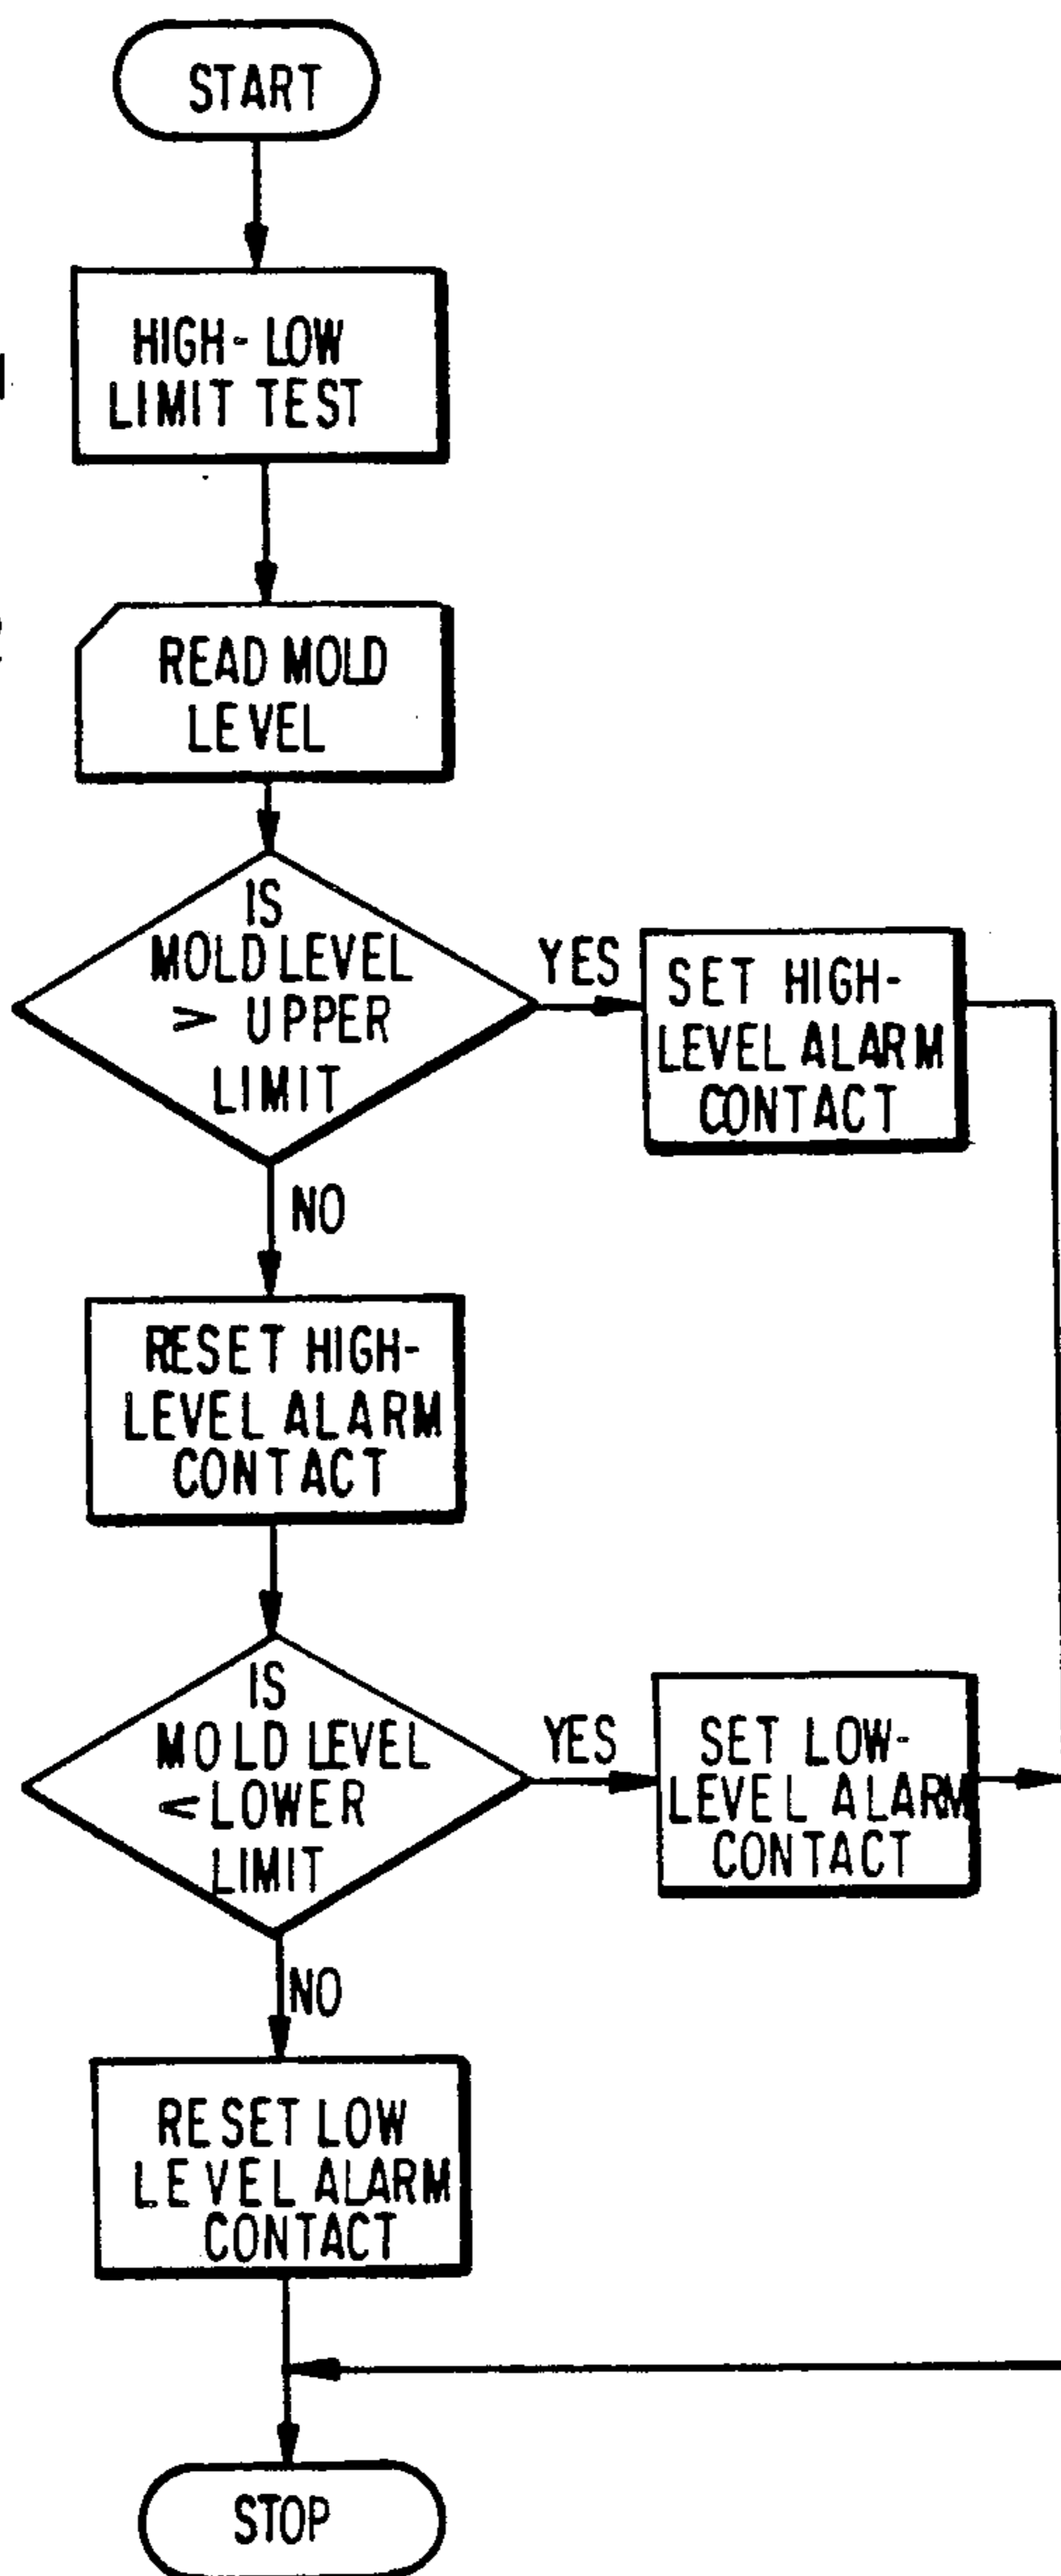 START
HIGH-LOW
LIMIT TEST
READ MOLD
LEVEL
IS
MOLD LEVEL
> UPPER
LIMIT
YES
SET HIGH-
LEVEL ALARM
CONTACT
NO
RESET HIGH-
LEVEL ALARM
CONTACT
IS
MOLD LEVEL
< LOWER
LIMIT
YES
SET LOW-
LEVEL ALARM
CONTACT
NO
RESET LOW
LEVEL ALARM
CONTACT
STOP